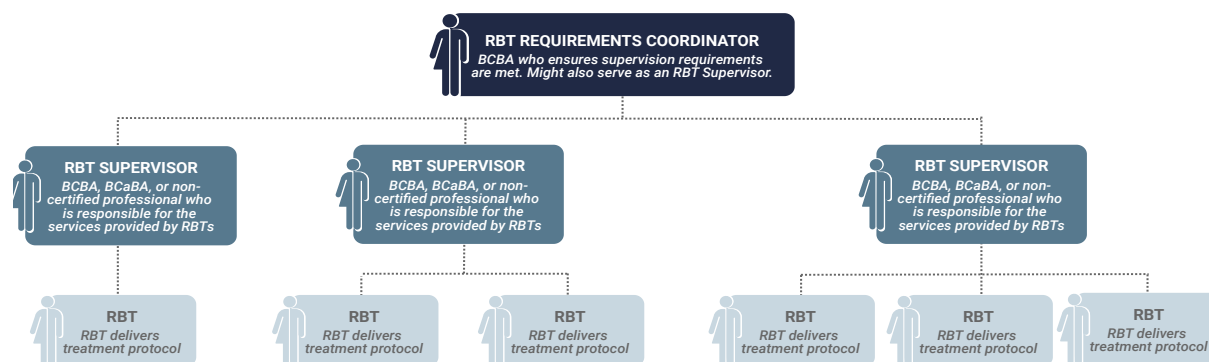 RBT REQUIREMENTS COORDINATOR
BCBA who ensures supervision requirements
are met. Might also serve as an RBT Supervisor.
RBT SUPERVISOR
BCBA, BCaBA, or non-
certified professional who
is responsible for the
services provided by RBTs
RBT SUPERVISOR
BCBA, BCaBA, or non-
certified professional who
is responsible for the
services provided by RBTs
RBT SUPERVISOR
BCBA, BCaBA, or non-
certified professional who
is responsible for the
services provided by RBTs
RBT
RBT delivers
treatment protocol
RBT
RBT delivers
treatment protocol
RBT
RBT delivers
treatment protocol
RBT
RBT delivers
treatment protocol
RBT
RBT delivers
treatment protocol
RBT
RBT delivers
treatment protocol